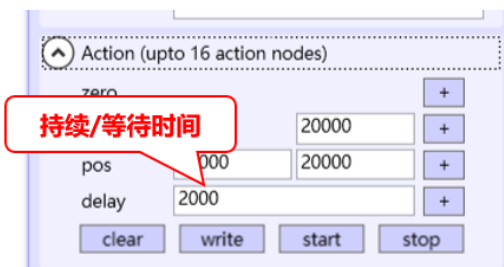 Action (upto 16 action nodes)
zero +
持续/等待时间
20000 +
pos 20000 +
delay 2000 +
clear write start stop